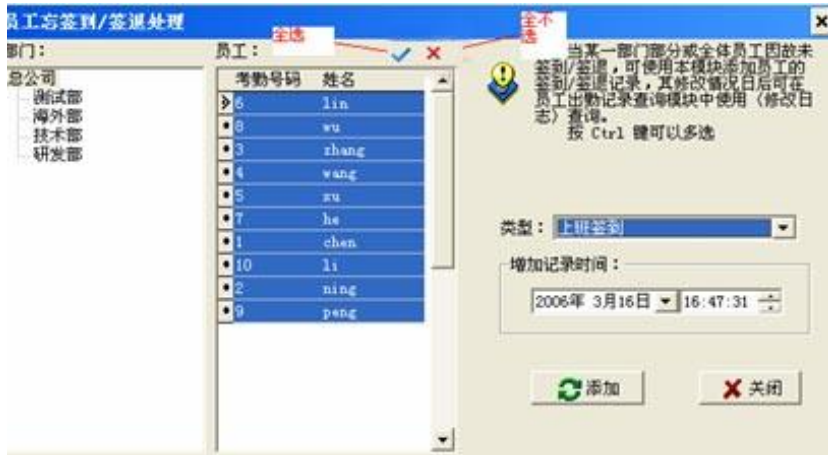 员工忘签到/签退处理
部门：
总公司
测试部
海外部
技术部
研发部
员工：
全选
全不
选
考勤号码 姓名
6 lin
8 wu
3 zhang
4 wang
5 xu
7 he
1 chen
10 li
2 ning
9 peng
当某一部门部分或全体员工因故未
签到/签退，可使用本模块添加员工的
签到/签退记录，其修改情况日后可在
员工出勤记录查询模块中使用（修改日
志）查询。
按 Ctrl 键可以多选
类型： 上班签到
增加记录时间：
2006年 3月16日 16:47:31
添加
关闭